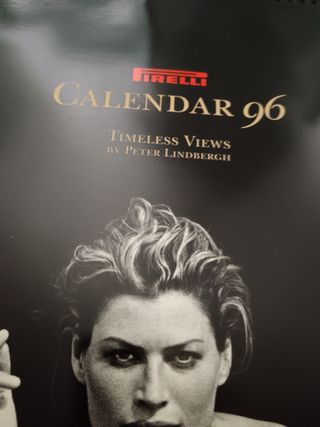 PIRELLI
CALENDAR 96
TIMELESS VIEWS
BY PETER LINDBERGH